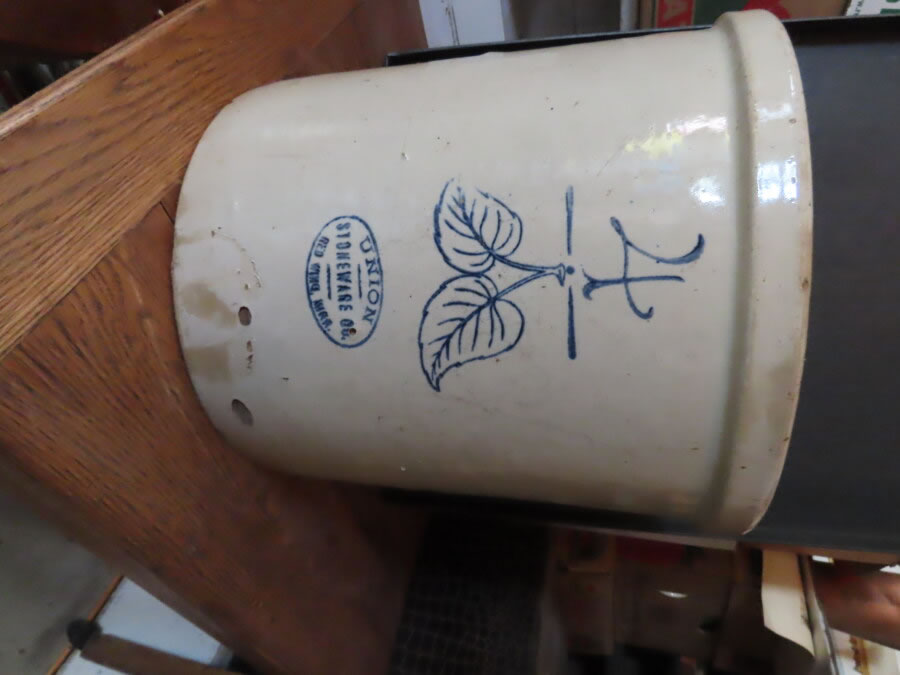 4
UNION
STONEWARE CO.
RED WING, MINN.